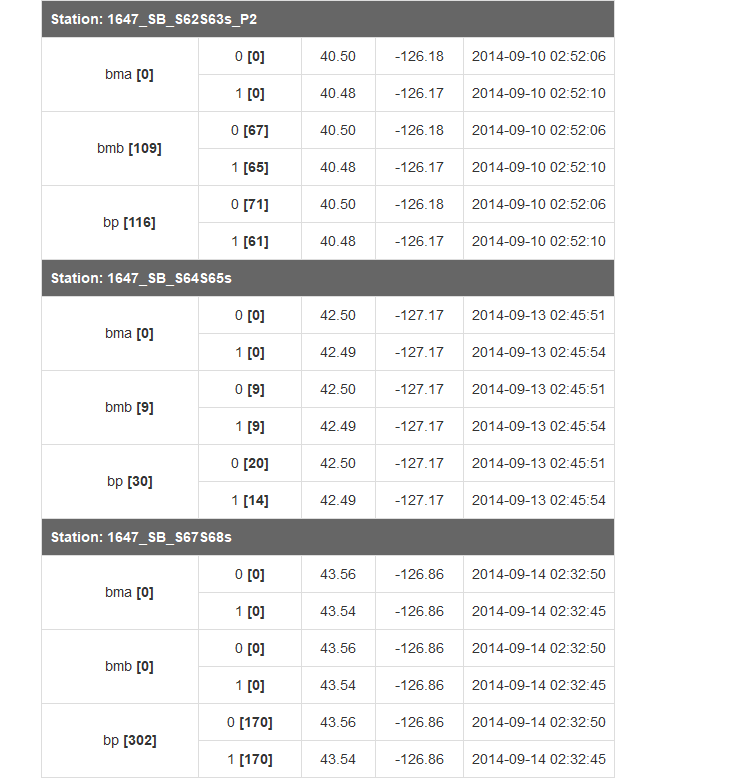 Station: 1647_SB_S62S63s_P2
bma [0]
0 [0] 40.50 -126.18 2014-09-10 02:52:06
1 [0] 40.48 -126.17 2014-09-10 02:52:10
bmb [109]
0 [67] 40.50 -126.18 2014-09-10 02:52:06
1 [65] 40.48 -126.17 2014-09-10 02:52:10
bp [116]
0 [71] 40.50 -126.18 2014-09-10 02:52:06
1 [61] 40.48 -126.17 2014-09-10 02:52:10
Station: 1647_SB_S64S65s
bma [0]
0 [0] 42.50 -127.17 2014-09-13 02:45:51
1 [0] 42.49 -127.17 2014-09-13 02:45:54
bmb [9]
0 [9] 42.50 -127.17 2014-09-13 02:45:51
1 [9] 42.49 -127.17 2014-09-13 02:45:54
bp [30]
0 [20] 42.50 -127.17 2014-09-13 02:45:51
1 [14] 42.49 -127.17 2014-09-13 02:45:54
Station: 1647_SB_S67S68s
bma [0]
0 [0] 43.56 -126.86 2014-09-14 02:32:50
1 [0] 43.54 -126.86 2014-09-14 02:32:45
bmb [0]
0 [0] 43.56 -126.86 2014-09-14 02:32:50
1 [0] 43.54 -126.86 2014-09-14 02:32:45
bp [302]
0 [170] 43.56 -126.86 2014-09-14 02:32:50
1 [170] 43.54 -126.86 2014-09-14 02:32:45